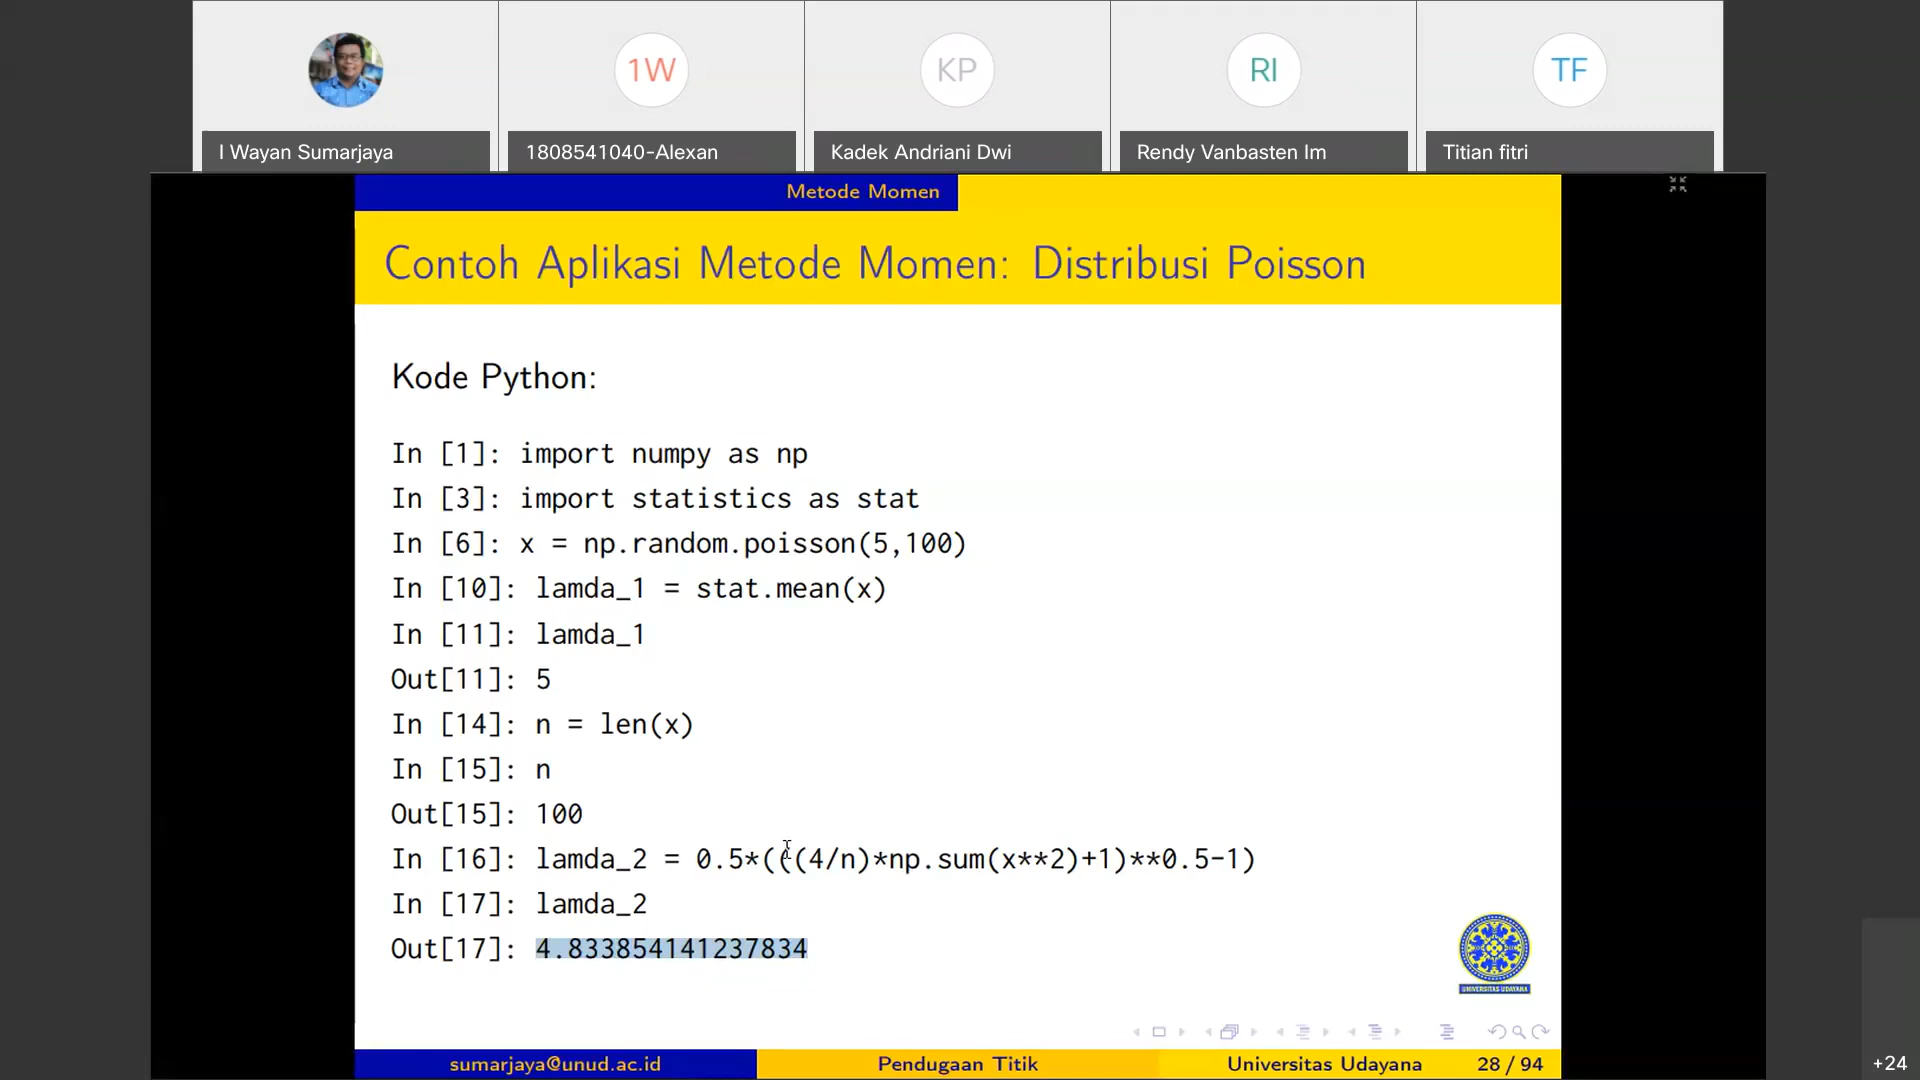 1W
KP
RI
TF
I Wayan Sumarjaya
1808541040-Alexan
Kadek Andriani Dwi
Rendy Vanbasten Im
Titian fitri
Metode Momen
Contoh Aplikasi Metode Momen: Distribusi Poisson
Kode Python:
In [1]: import numpy as np
In [3]: import statistics as stat
In [6]: x = np.random.poisson(5,100)
In [10]: lamda_1 = stat.mean(x)
In [11]: lamda_1
Out[11]: 5
In [14]: n = len(x)
In [15]: n
Out[15]: 100
In [16]: lamda_2 = 0.5*(((4/n)*np.sum(x**2)+1)**0.5-1)
In [17]: lamda_2
Out[17]: 4.833854141237834
UNIVERSITAS UDAYANA
sumarjaya@unud.ac.id
Pendugaan Titik
Universitas Udayana
28 / 94
+24